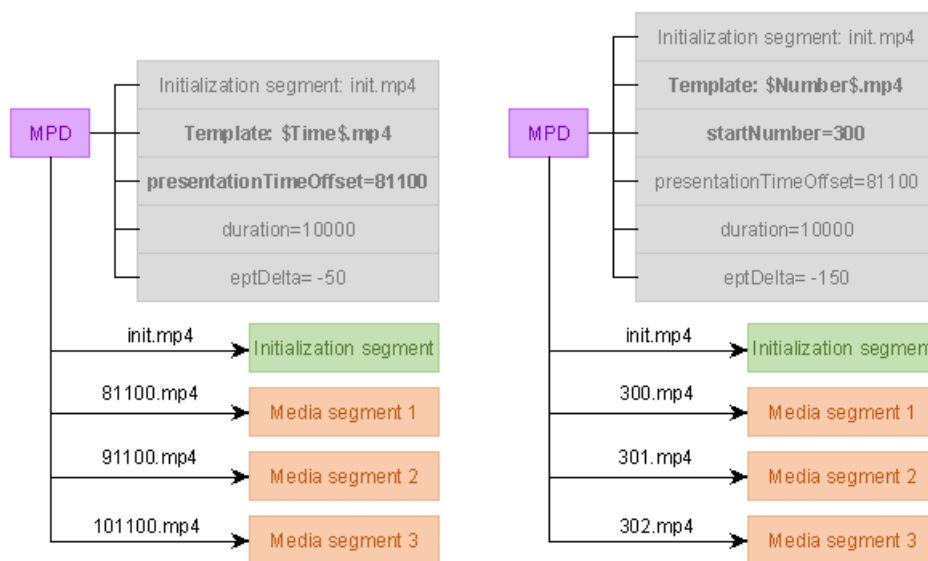 Initialization segment: init.mp4
MPD
Template: $Time$.mp4
presentationTimeOffset=81100
duration=10000
eptDelta= -50
init.mp4
Initialization segment
81100.mp4
Media segment 1
91100.mp4
Media segment 2
101100.mp4
Media segment 3
Initialization segment: init.mp4
Template: $Number$.mp4
MPD
startNumber=300
presentationTimeOffset=81100
duration=10000
eptDelta= -150
init.mp4
Initialization segment
300.mp4
Media segment 1
301.mp4
Media segment 2
302.mp4
Media segment 3